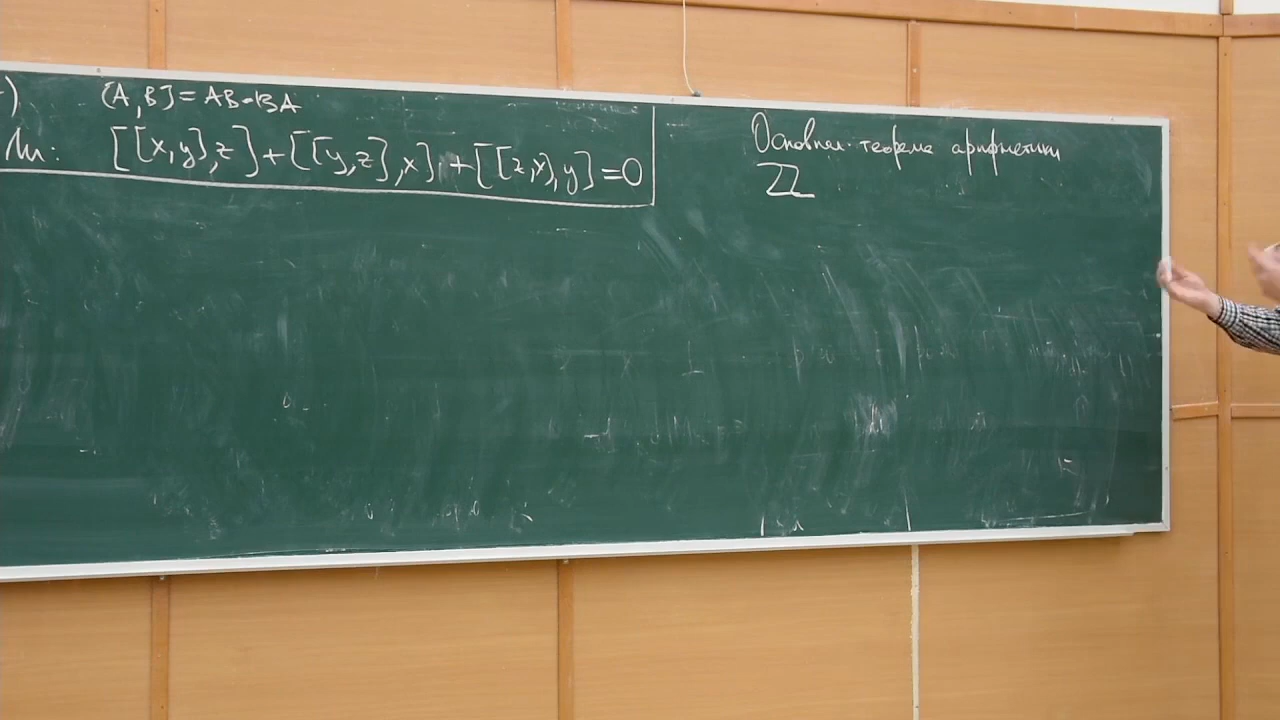 [A,B]=AB-BA
[[x,y],z]+[[y,z],x]+[[z,x],y]=0
Основная теорема арифметики
ℤ